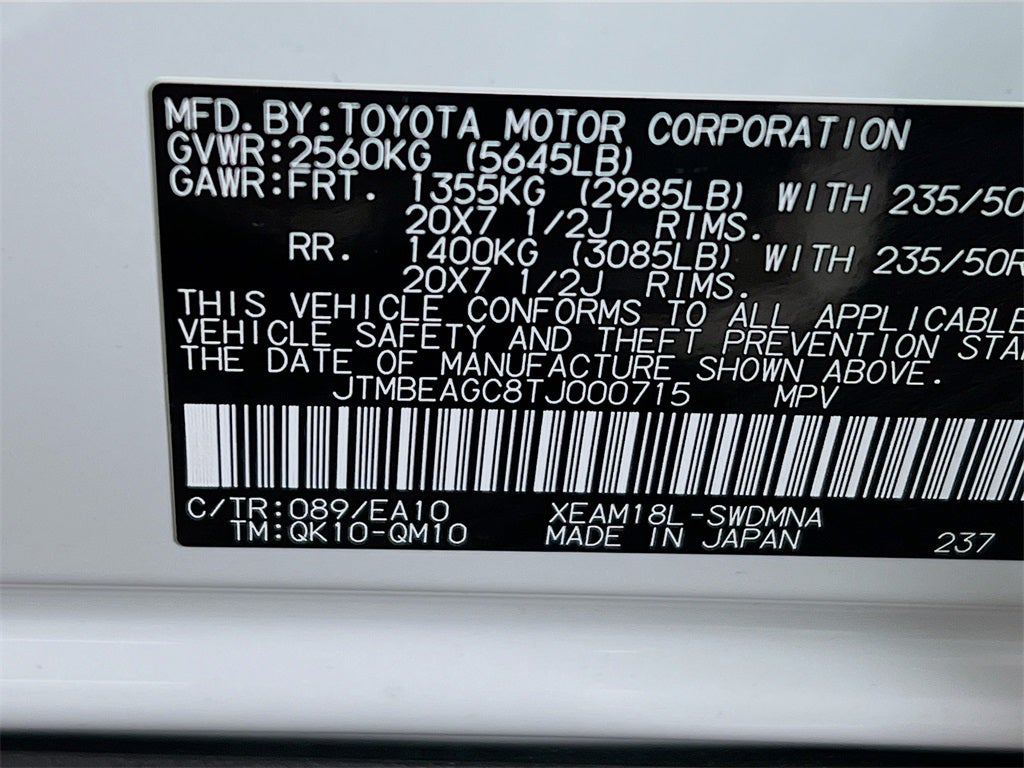 MFD. BY: TOYOTA MOTOR CORPORATION
GVWR: 2560KG (5645LB)
GAWR: FRT. 1355KG (2985LB) WITH 235/50
20X7 1/2J RIMS.
RR. 1400KG (3085LB) WITH 235/50R
20X7 1/2J RIMS.
THIS VEHICLE CONFORMS TO ALL APPLICABLE
VEHICLE SAFETY AND THEFT PREVENTION STA
THE DATE OF MANUFACTURE SHOWN ABOVE.
JTMBEAGC8TJ000715 MPV
C/TR: 089/EA10 XEAM18L-SWDMNA
TM: QK10-QM10 MADE IN JAPAN 237